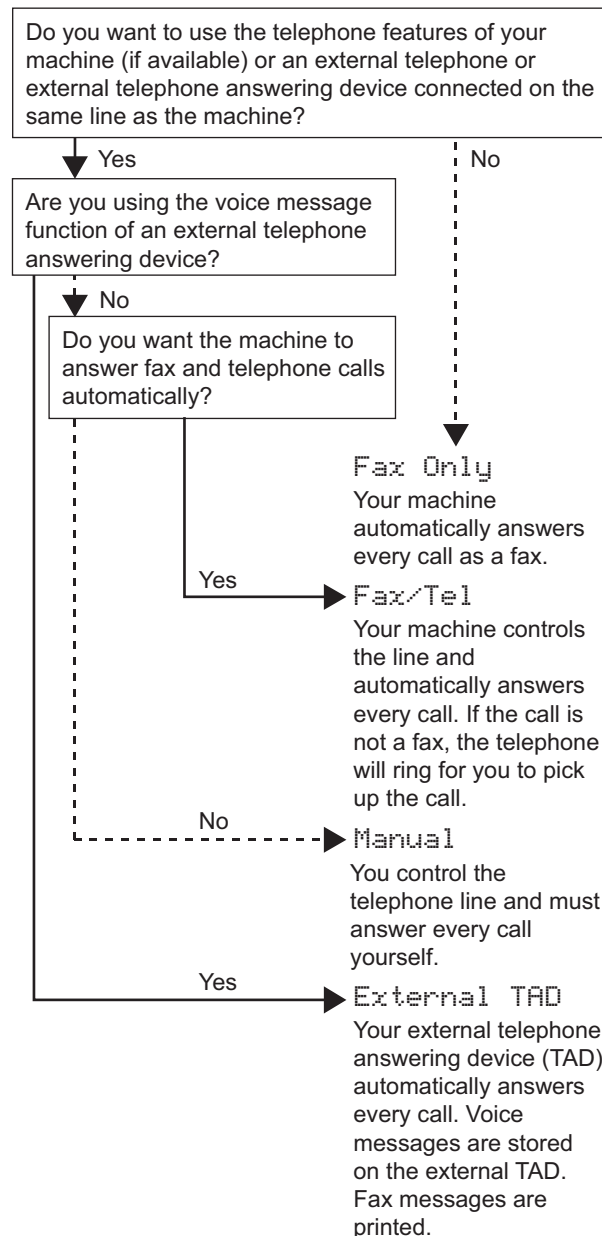 Do you want to use the telephone features of your
machine (if available) or an external telephone or
external telephone answering device connected on the
same line as the machine?
Yes
No
Are you using the voice message
function of an external telephone
answering device?
No
Do you want the machine to
answer fax and telephone calls
automatically?
Fax Only
Your machine
automatically answers
every call as a fax.
Yes
Fax/Tel
Your machine controls
the line and
automatically answers
every call. If the call is
not a fax, the telephone
will ring for you to pick
up the call.
No
Manual
You control the
telephone line and must
answer every call
yourself.
Yes
External TAD
Your external telephone
answering device (TAD)
automatically answers
every call. Voice
messages are stored
on the external TAD.
Fax messages are
printed.